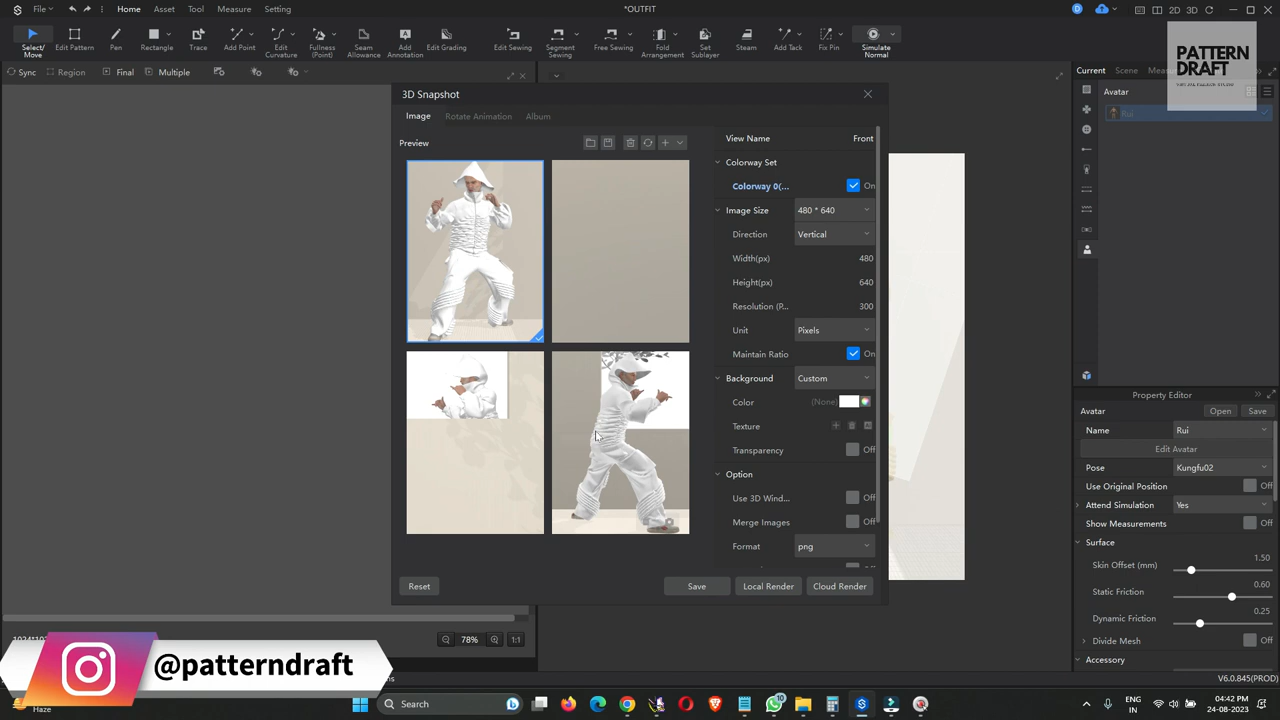 File
Home
Asset
Tool
Measure
Setting
*OUTFIT
2D
3D
Select/
Move
Edit Pattern
Pen
Rectangle
Trace
Add Point
Edit
Curvature
Fullness
(Point)
Seam
Allowance
Add
Annotation
Edit Grading
Edit Sewing
Segment
Sewing
Free Sewing
Fold
Arrangement
Set
Sublayer
Steam
Add Tack
Fix Pin
Simulate
Normal
PATTERN
DRAFT
Sync
Region
Final
Multiple
Current
Scene
Avatar
Rui
3D Snapshot
Image
Rotate Animation
Album
Preview
View Name
Front
Colorway Set
Colorway 0(...
On
Image Size
480 * 640
Direction
Vertical
Width(px)
480
Height(px)
640
Resolution (P...
300
Unit
Pixels
Maintain Ratio
On
Background
Custom
Color
(None)
Texture
Transparency
Off
Option
Use 3D Wind...
Off
Merge Images
Off
Format
png
Reset
Save
Local Render
Cloud Render
Property Editor
Avatar
Open
Save
Name
Rui
Edit Avatar
Pose
Kungfu02
Use Original Position
Off
Attend Simulation
Yes
Show Measurements
Off
Surface
Skin Offset (mm)
1.50
Static Friction
0.60
Dynamic Friction
0.25
Divide Mesh
Off
Accessory
78%
1:1
@patterndraft
V6.0.845(PROD)
Haze
Search
10
ENG
IN
04:42 PM
24-08-2023